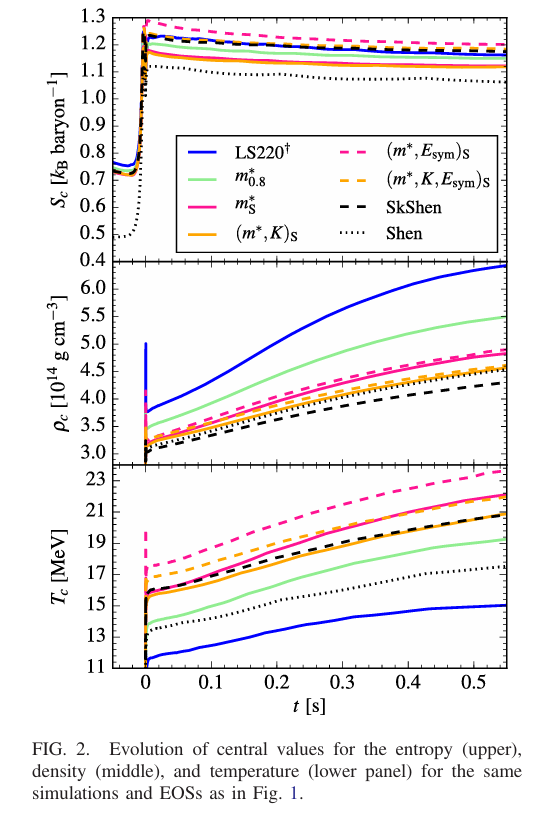 1.3
1.2
1.1
1.0
0.9
0.8
0.7
0.6
0.5
0.4
S_c [k_B baryon⁻¹]
LS220†
m*_0.8
m*_S
(m*, K)_S
(m*, E_sym)_S
(m*, K, E_sym)_S
SkShen
Shen
6.0
5.5
5.0
4.5
4.0
3.5
3.0
ρ_c [10¹⁴ g cm⁻³]
23
21
19
17
15
13
11
T_c [MeV]
0 0.1 0.2 0.3 0.4 0.5
t [s]
FIG. 2. Evolution of central values for the entropy (upper),
density (middle), and temperature (lower panel) for the same
simulations and EOSs as in Fig. 1.